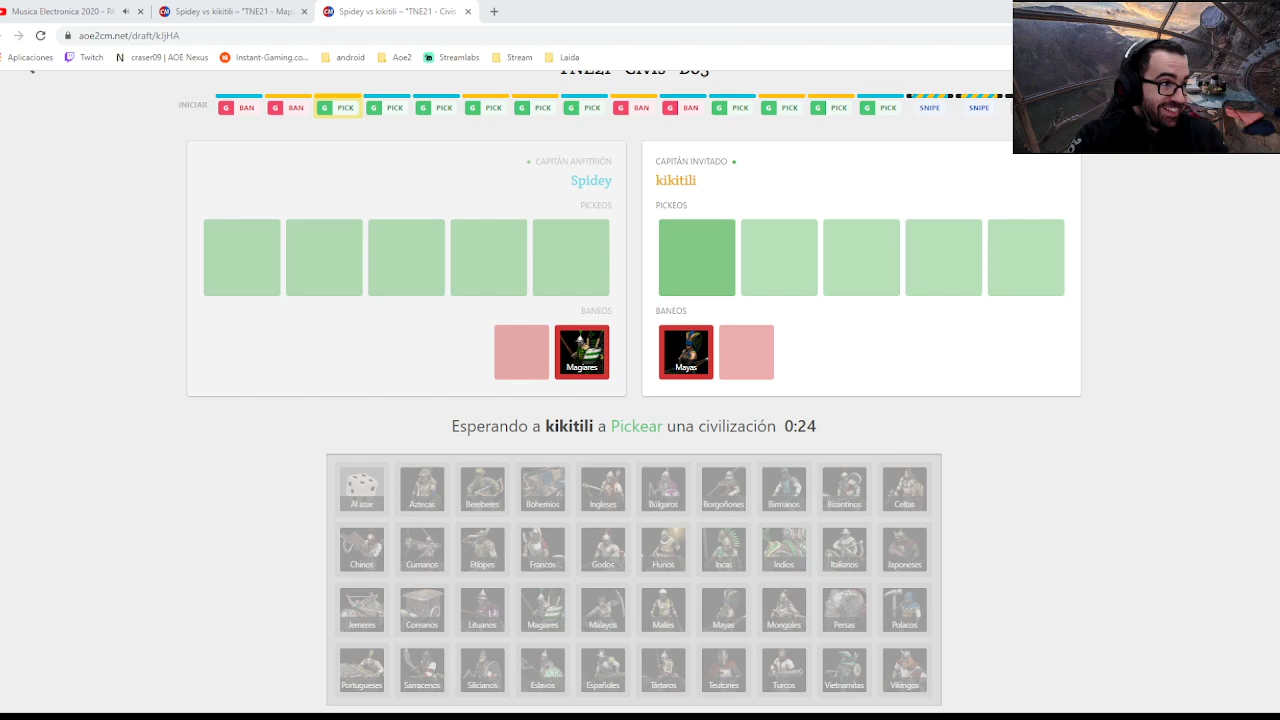 Musica Electronica 2020 - PA
Spidey vs kikitili – "TNE21 - Map
Spidey vs kikitili – "TNE21 - Civis
aoe2cm.net/draft/kJjHA
Aplicaciones
Twitch
craser09 | AOE Nexus
Instant-Gaming.co...
android
Aoe2
Streamlabs
Stream
Laida
INICIAR
G BAN
G BAN
G PICK
G PICK
G PICK
G PICK
G PICK
G PICK
G BAN
G BAN
G PICK
G PICK
G PICK
G PICK
SNIPE
SNIPE
CAPITÁN ANFITRIÓN
Spidey
PICKEOS
BANEOS
Magiares
CAPITÁN INVITADO
kikitili
PICKEOS
BANEOS
Mayas
Esperando a kikitili a Pickear una civilización 0:24
Al azar
Aztecas
Bereberes
Bohemios
Ingleses
Búlgaros
Borgoñones
Birmanos
Bizantinos
Celtas
Chinos
Cumanos
Etíopes
Francos
Godos
Hunos
Incas
Indios
Italianos
Japoneses
Jemeres
Coreanos
Lituanos
Magiares
Malayos
Malíes
Mayas
Mongoles
Persas
Polacos
Portugueses
Sarracenos
Sicilianos
Eslavos
Españoles
Tártaros
Teutones
Turcos
Vietnamitas
Vikingos